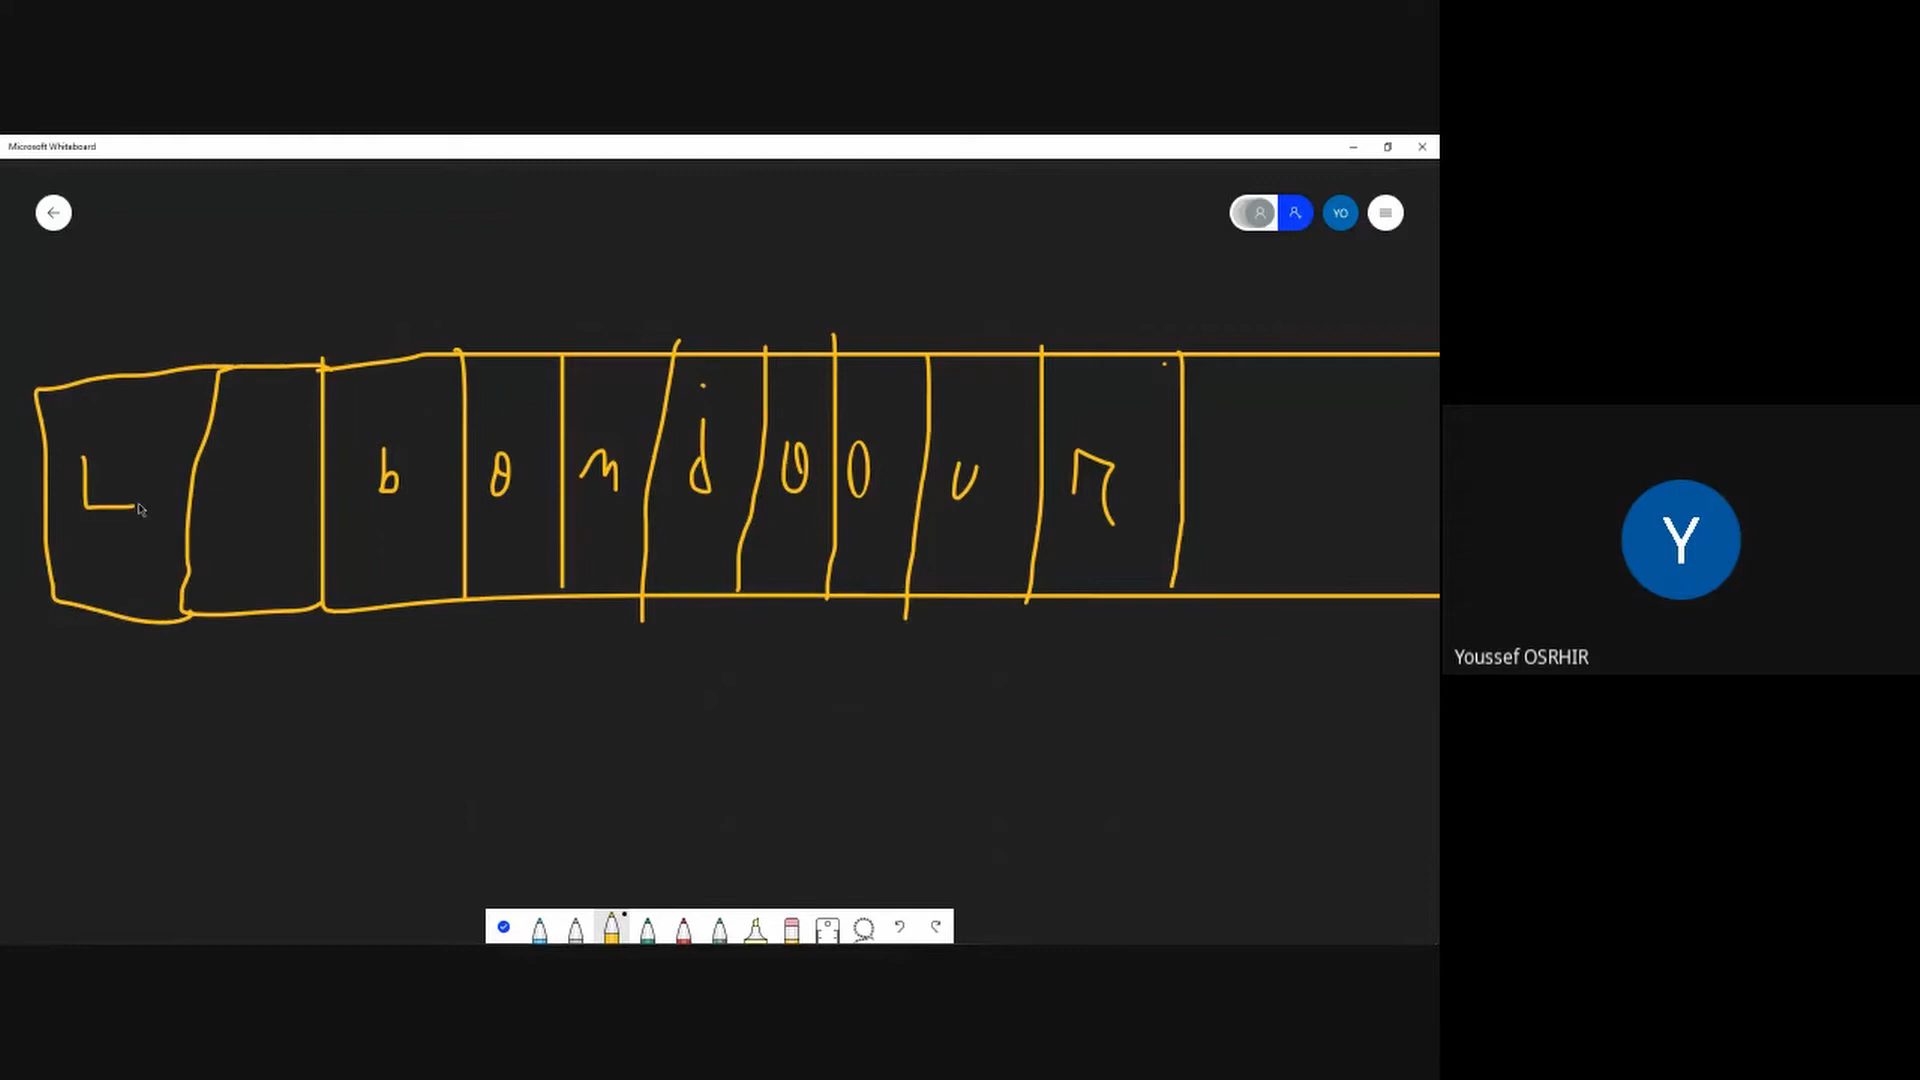 Microsoft Whiteboard
YO
L b o n j o o u r
Y
Youssef OSRHIR